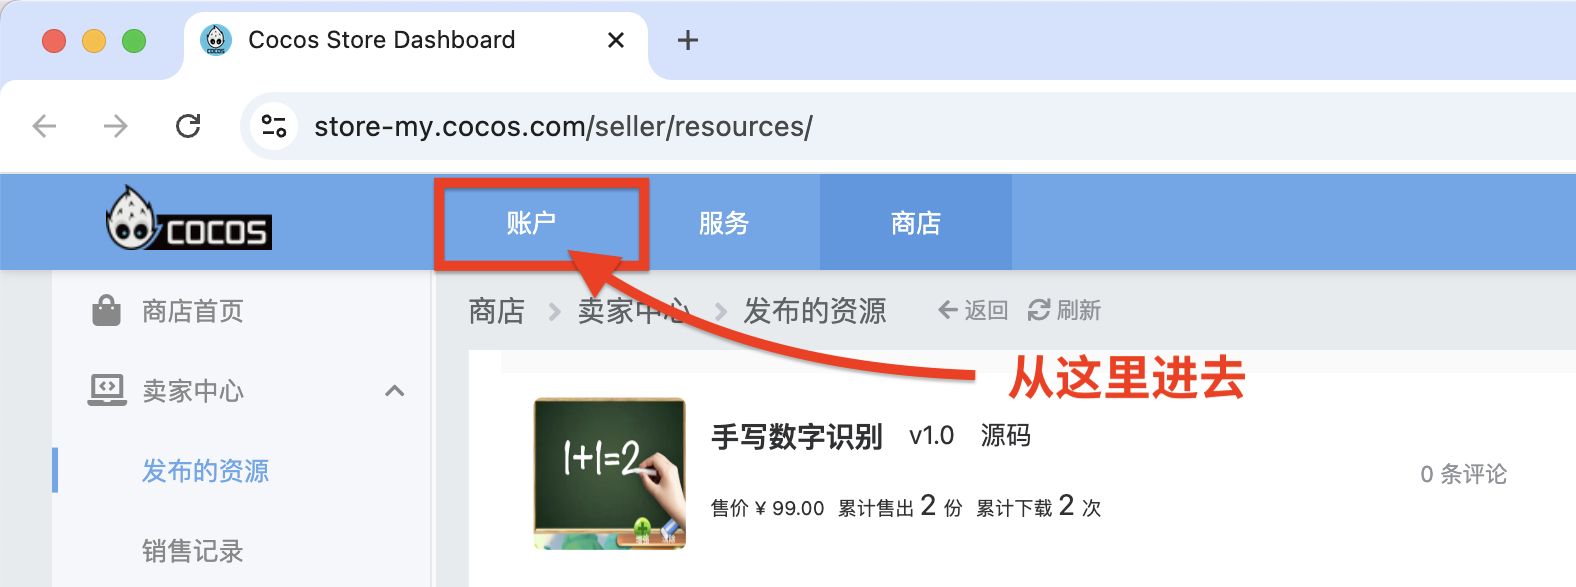 Cocos Store Dashboard
store-my.cocos.com/seller/resources/
COCOS
账户
服务
商店
商店首页
卖家中心
发布的资源
销售记录
商店 > 卖家中心 > 发布的资源 返回 刷新
从这里进去
1+1=2
手写数字识别 v1.0 源码
售价 ¥ 99.00 累计售出 2 份 累计下载 2 次
0 条评论